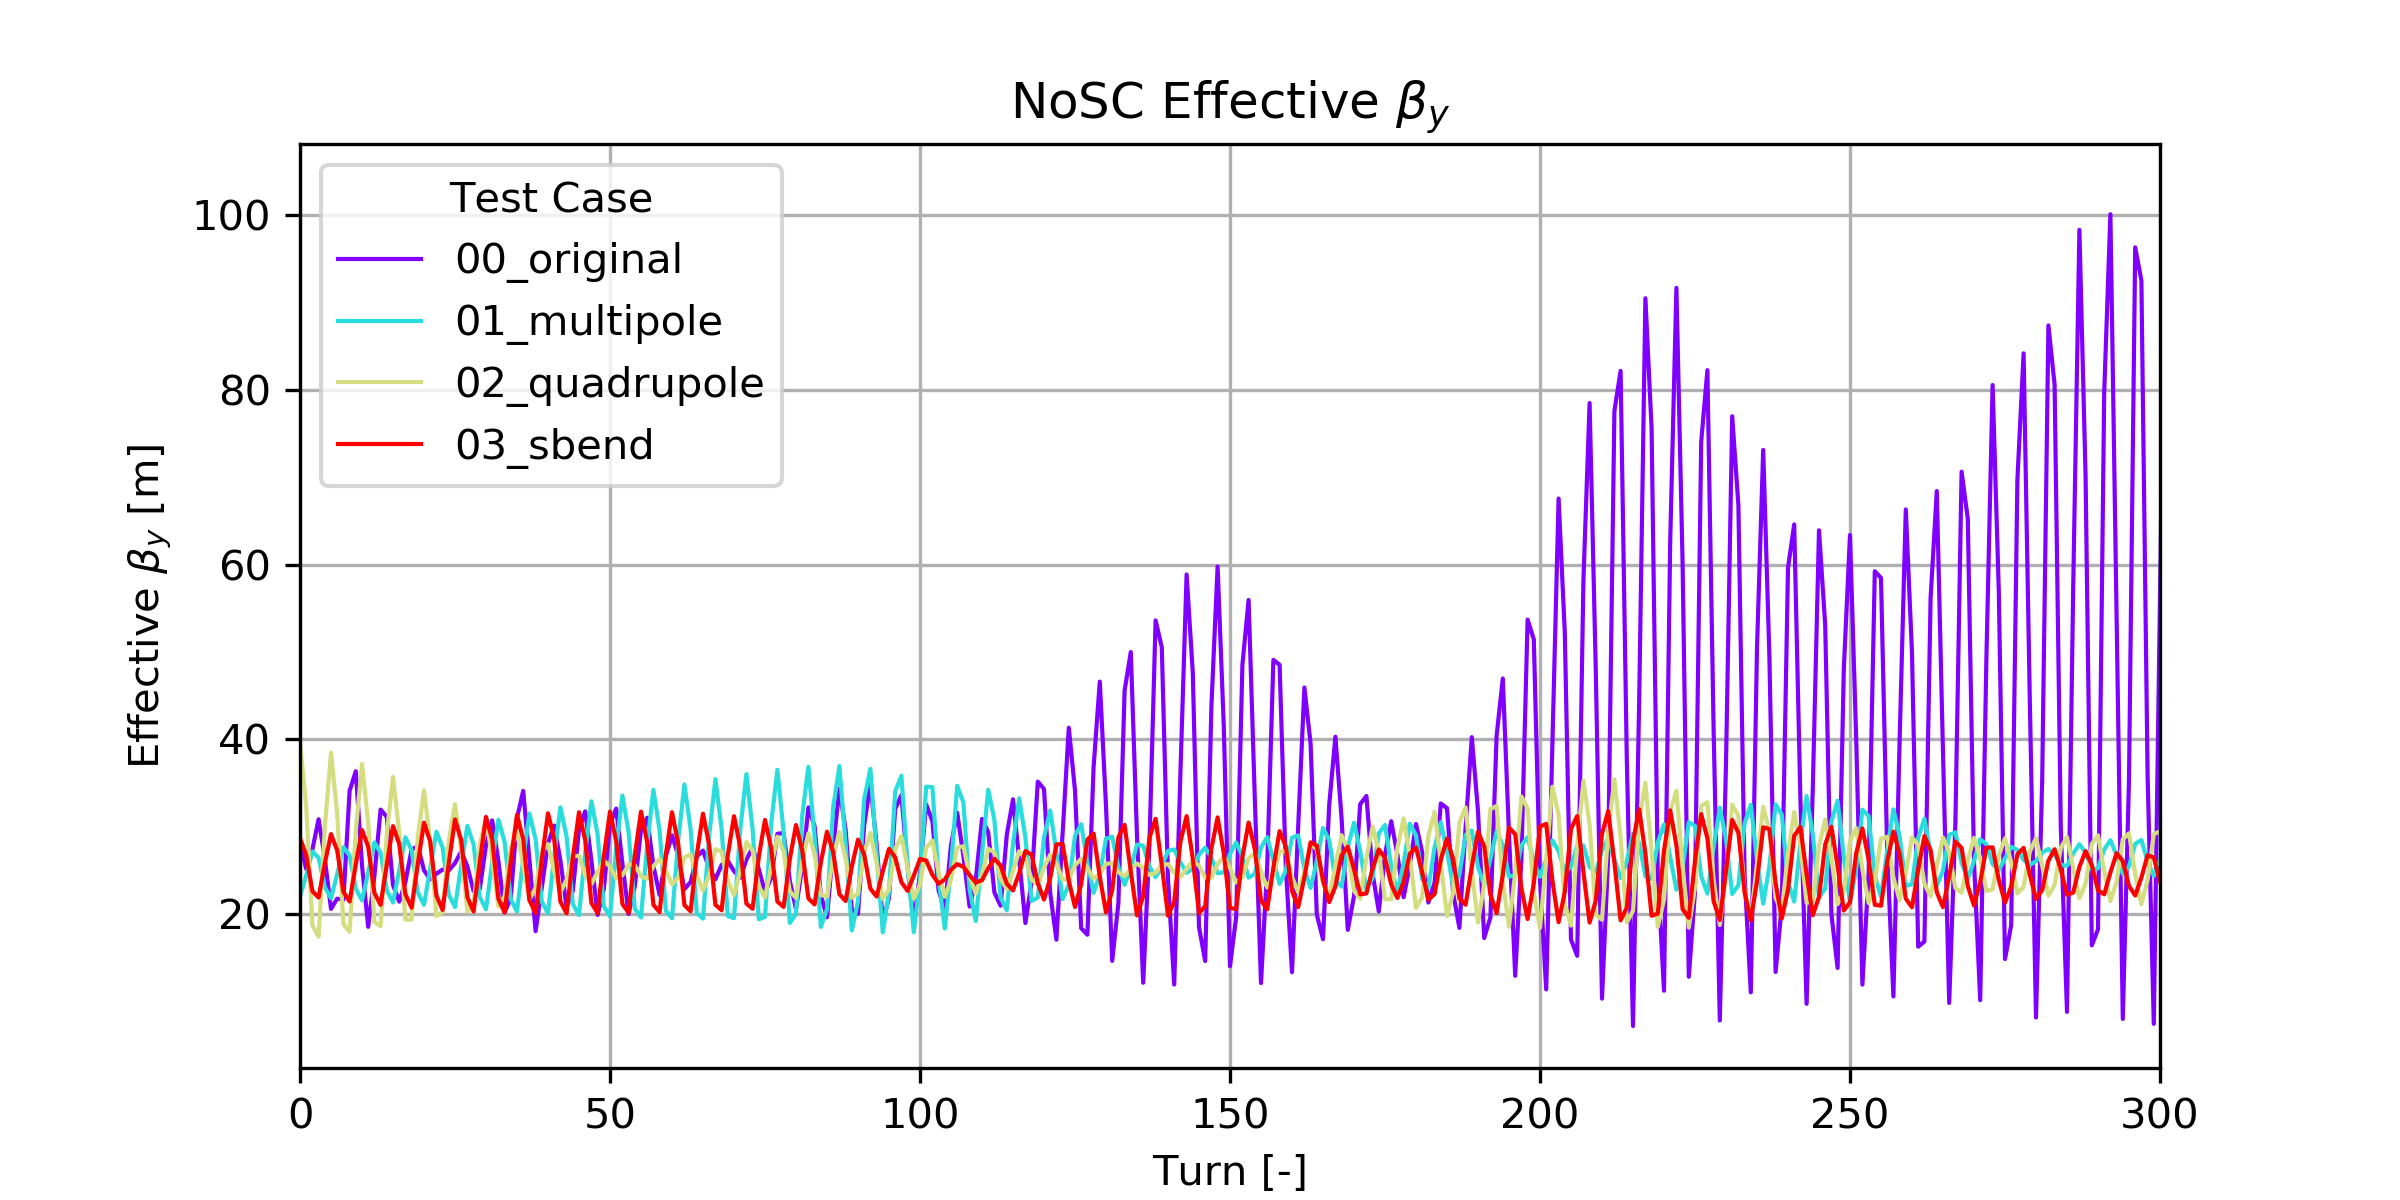 NoSC Effective βy
Test Case
00_original
01_multipole
02_quadrupole
03_sbend
Effective βy [m]
100
80
60
40
20
0 50 100 150 200 250 300
Turn [-]